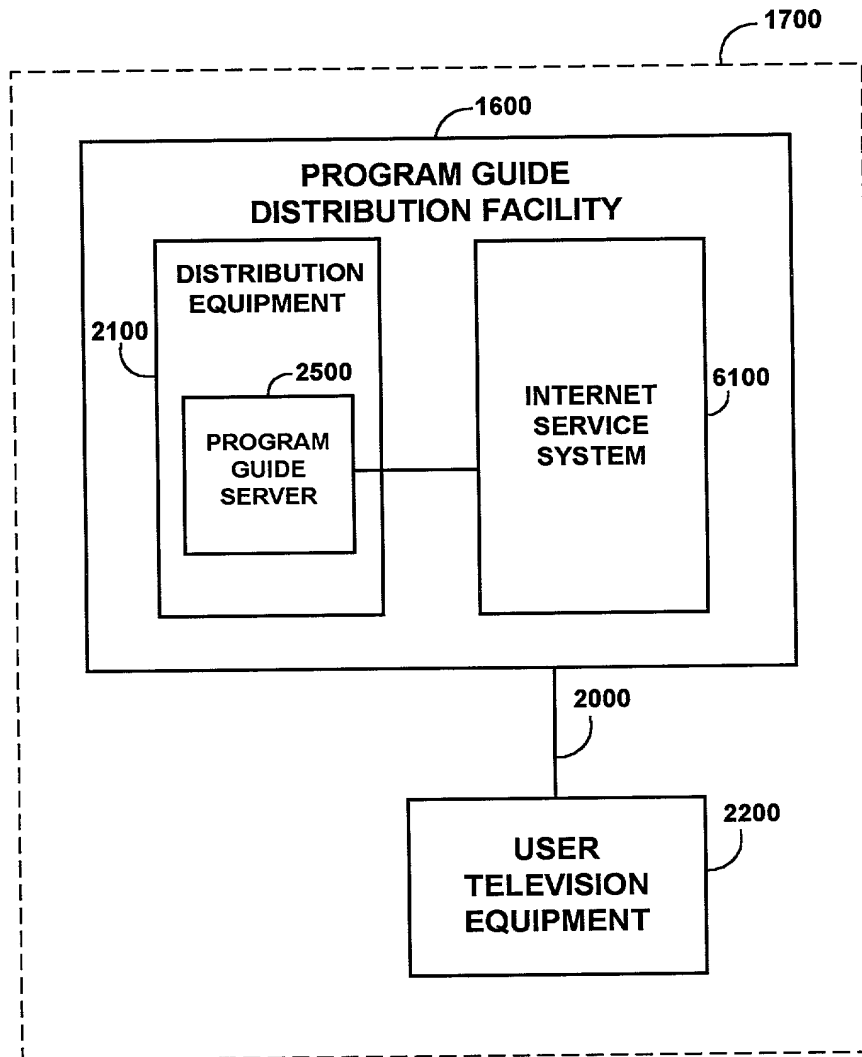 1700
1600
PROGRAM GUIDE
DISTRIBUTION FACILITY
DISTRIBUTION
EQUIPMENT
2100
2500
PROGRAM
GUIDE
SERVER
INTERNET
SERVICE
SYSTEM
6100
2000
USER
TELEVISION
EQUIPMENT
2200